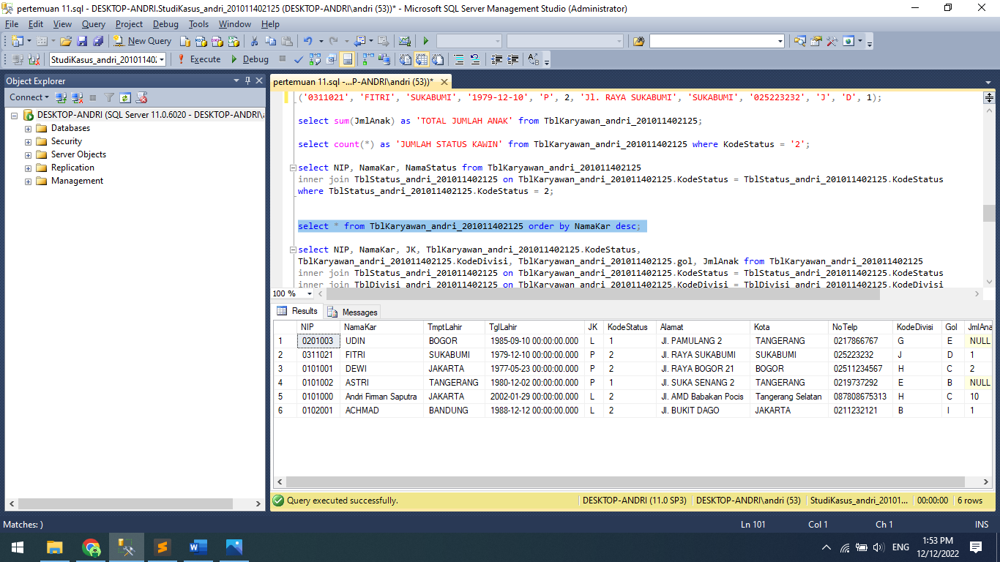 pertemuan 11.sql - DESKTOP-ANDRI.StudiKasus_andri_201011402125 (DESKTOP-ANDRI\andri (53))* - Microsoft SQL Server Management Studio (Administrator)
File Edit View Query Project Debug Tools Window Help
New Query
StudiKasus_andri_201011402 Execute Debug
Object Explorer
Connect
DESKTOP-ANDRI (SQL Server 11.0.6020 - DESKTOP-ANDRI\
Databases
Security
Server Objects
Replication
Management
pertemuan 11.sql -...P-ANDRI\andri (53))*
('0311021', 'FITRI', 'SUKABUMI', '1979-12-10', 'P', 2, 'Jl. RAYA SUKABUMI', 'SUKABUMI', '025223232', 'J', 'D', 1);
select sum(JmlAnak) as 'TOTAL JUMLAH ANAK' from TblKaryawan_andri_201011402125;
select count(*) as 'JUMLAH STATUS KAWIN' from TblKaryawan_andri_201011402125 where KodeStatus = '2';
select NIP, NamaKar, NamaStatus from TblKaryawan_andri_201011402125
inner join TblStatus_andri_201011402125 on TblKaryawan_andri_201011402125.KodeStatus = TblStatus_andri_201011402125.KodeStatus
where TblStatus_andri_201011402125.KodeStatus = 2;
select * from TblKaryawan_andri_201011402125 order by NamaKar desc;
select NIP, NamaKar, JK, TblKaryawan_andri_201011402125.KodeStatus,
TblKaryawan_andri_201011402125.KodeDivisi, TblKaryawan_andri_201011402125.gol, JmlAnak from TblKaryawan_andri_201011402125
inner join TblStatus_andri_201011402125 on TblKaryawan_andri_201011402125.KodeStatus = TblStatus_andri_201011402125.KodeStatus
inner join TblDivisi_andri_201011402125 on TblKaryawan_andri_201011402125.KodeDivisi = TblDivisi_andri_201011402125.KodeDivisi
100 %
Results Messages
NIP NamaKar TmptLahir TglLahir JK KodeStatus Alamat Kota NoTelp KodeDivisi Gol JmlAna
1 0201003 UDIN BOGOR 1985-09-10 00:00:00.000 L 1 Jl. PAMULANG 2 TANGERANG 0217866767 G E NULL
2 0311021 FITRI SUKABUMI 1979-12-10 00:00:00.000 P 2 Jl. RAYA SUKABUMI SUKABUMI 025223232 J D 1
3 0101001 DEWI JAKARTA 1977-05-23 00:00:00.000 P 2 Jl. RAYA BOGOR 21 BOGOR 02511234567 H C 2
4 0101002 ASTRI TANGERANG 1980-12-02 00:00:00.000 P 1 Jl. SUKA SENANG 2 TANGERANG 0219737292 E B NULL
5 0101000 Andri Firman Saputra JAKARTA 2002-01-29 00:00:00.000 L 2 Jl. AMD Babakan Pocis Tangerang Selatan 087808675313 H C 10
6 0102001 ACHMAD BANDUNG 1988-12-12 00:00:00.000 L 2 Jl. BUKIT DAGO JAKARTA 0211232121 B I 1
Query executed successfully. DESKTOP-ANDRI (11.0 SP3) DESKTOP-ANDRI\andri (53) StudiKasus_andri_20101... 00:00:00 6 rows
Matches: ) Ln 101 Col 1 Ch 1 INS
ENG
1:53 PM
12/12/2022